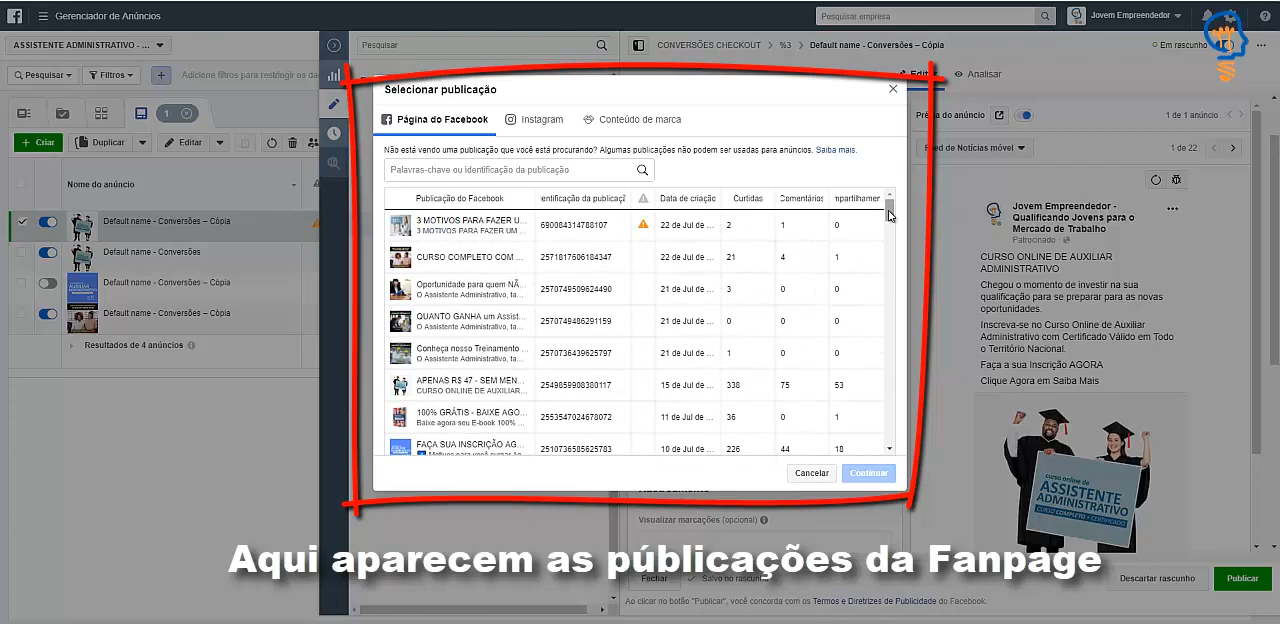 Gerenciador de Anúncios
Pesquisar empresa
Jovem Empreendedor
ASSISTENTE ADMINISTRATIVO - ...
Pesquisar
CONVERSÕES CHECKOUT > %3 > Default name - Conversões – Cópia
Em rascunho
Pesquisar
Filtros
Adicione filtros para restringir os da
Analisar
1
Criar
Duplicar
Editar
Nome do anúncio
Default name - Conversões – Cópia
Default name - Conversões
Default name - Conversões – Cópia
Default name - Conversões – Cópia
Resultados de 4 anúncios
Selecionar publicação
Página do Facebook
Instagram
Conteúdo de marca
Não está vendo uma publicação que você está procurando? Algumas publicações não podem ser usadas para anúncios. Saiba mais.
Palavras-chave ou identificação da publicação
Publicação do Facebook
entificação da publicaç
Data de criação
Curtidas
Comentários
mpartilhamen
3 MOTIVOS PARA FAZER U...
3 MOTIVOS PARA FAZER UM ...
690084314788107
22 de Jul de ...
2
1
0
CURSO COMPLETO COM ...
2571817606184347
22 de Jul de ...
21
4
1
Oportunidade para quem NÃ...
O Assistente Administrativo, ta...
2570749509624490
21 de Jul de ...
3
0
0
QUANTO GANHA um Assist...
O Assistente Administrativo, ta...
2570749486291159
21 de Jul de ...
0
0
0
Conheça nosso Treinamento ...
O Assistente Administrativo, ta...
2570736439625797
21 de Jul de ...
1
0
0
APENAS R$ 47 - SEM MEN...
CURSO ONLINE DE AUXILIAR...
2549859908380117
15 de Jul de ...
338
75
53
100% GRÁTIS - BAIXE AGO...
Baixe agora seu E-book 100% ...
2553547024678072
11 de Jul de ...
36
0
1
FAÇA SUA INSCRIÇÃO AG...
2510736585625783
10 de Jul de ...
226
44
18
Cancelar
Continuar
Prévia do anúncio
1 de 1 anúncio
Feed de Notícias móvel
1 de 22
Jovem Empreendedor -
Qualificando Jovens para o
Mercado de Trabalho
Patrocinado
CURSO ONLINE DE AUXILIAR
ADMINISTRATIVO
Chegou o momento de investir na sua
qualificação para se preparar para as novas
oportunidades.
Inscreva-se no Curso Online de Auxiliar
Administrativo com Certificado Válido em Todo
o Território Nacional.
Faça a sua Inscrição AGORA
Clique Agora em Saiba Mais
curso online de
ASSISTENTE
ADMINISTRATIVO
CURSO COMPLETO + CERTIFICADO
Visualizar marcações (opcional)
Aqui aparecem as públicações da Fanpage
Fechar
Salvo no rascunho
Descartar rascunho
Publicar
Ao clicar no botão "Publicar", você concorda com os Termos e Diretrizes de Publicidade do Facebook.